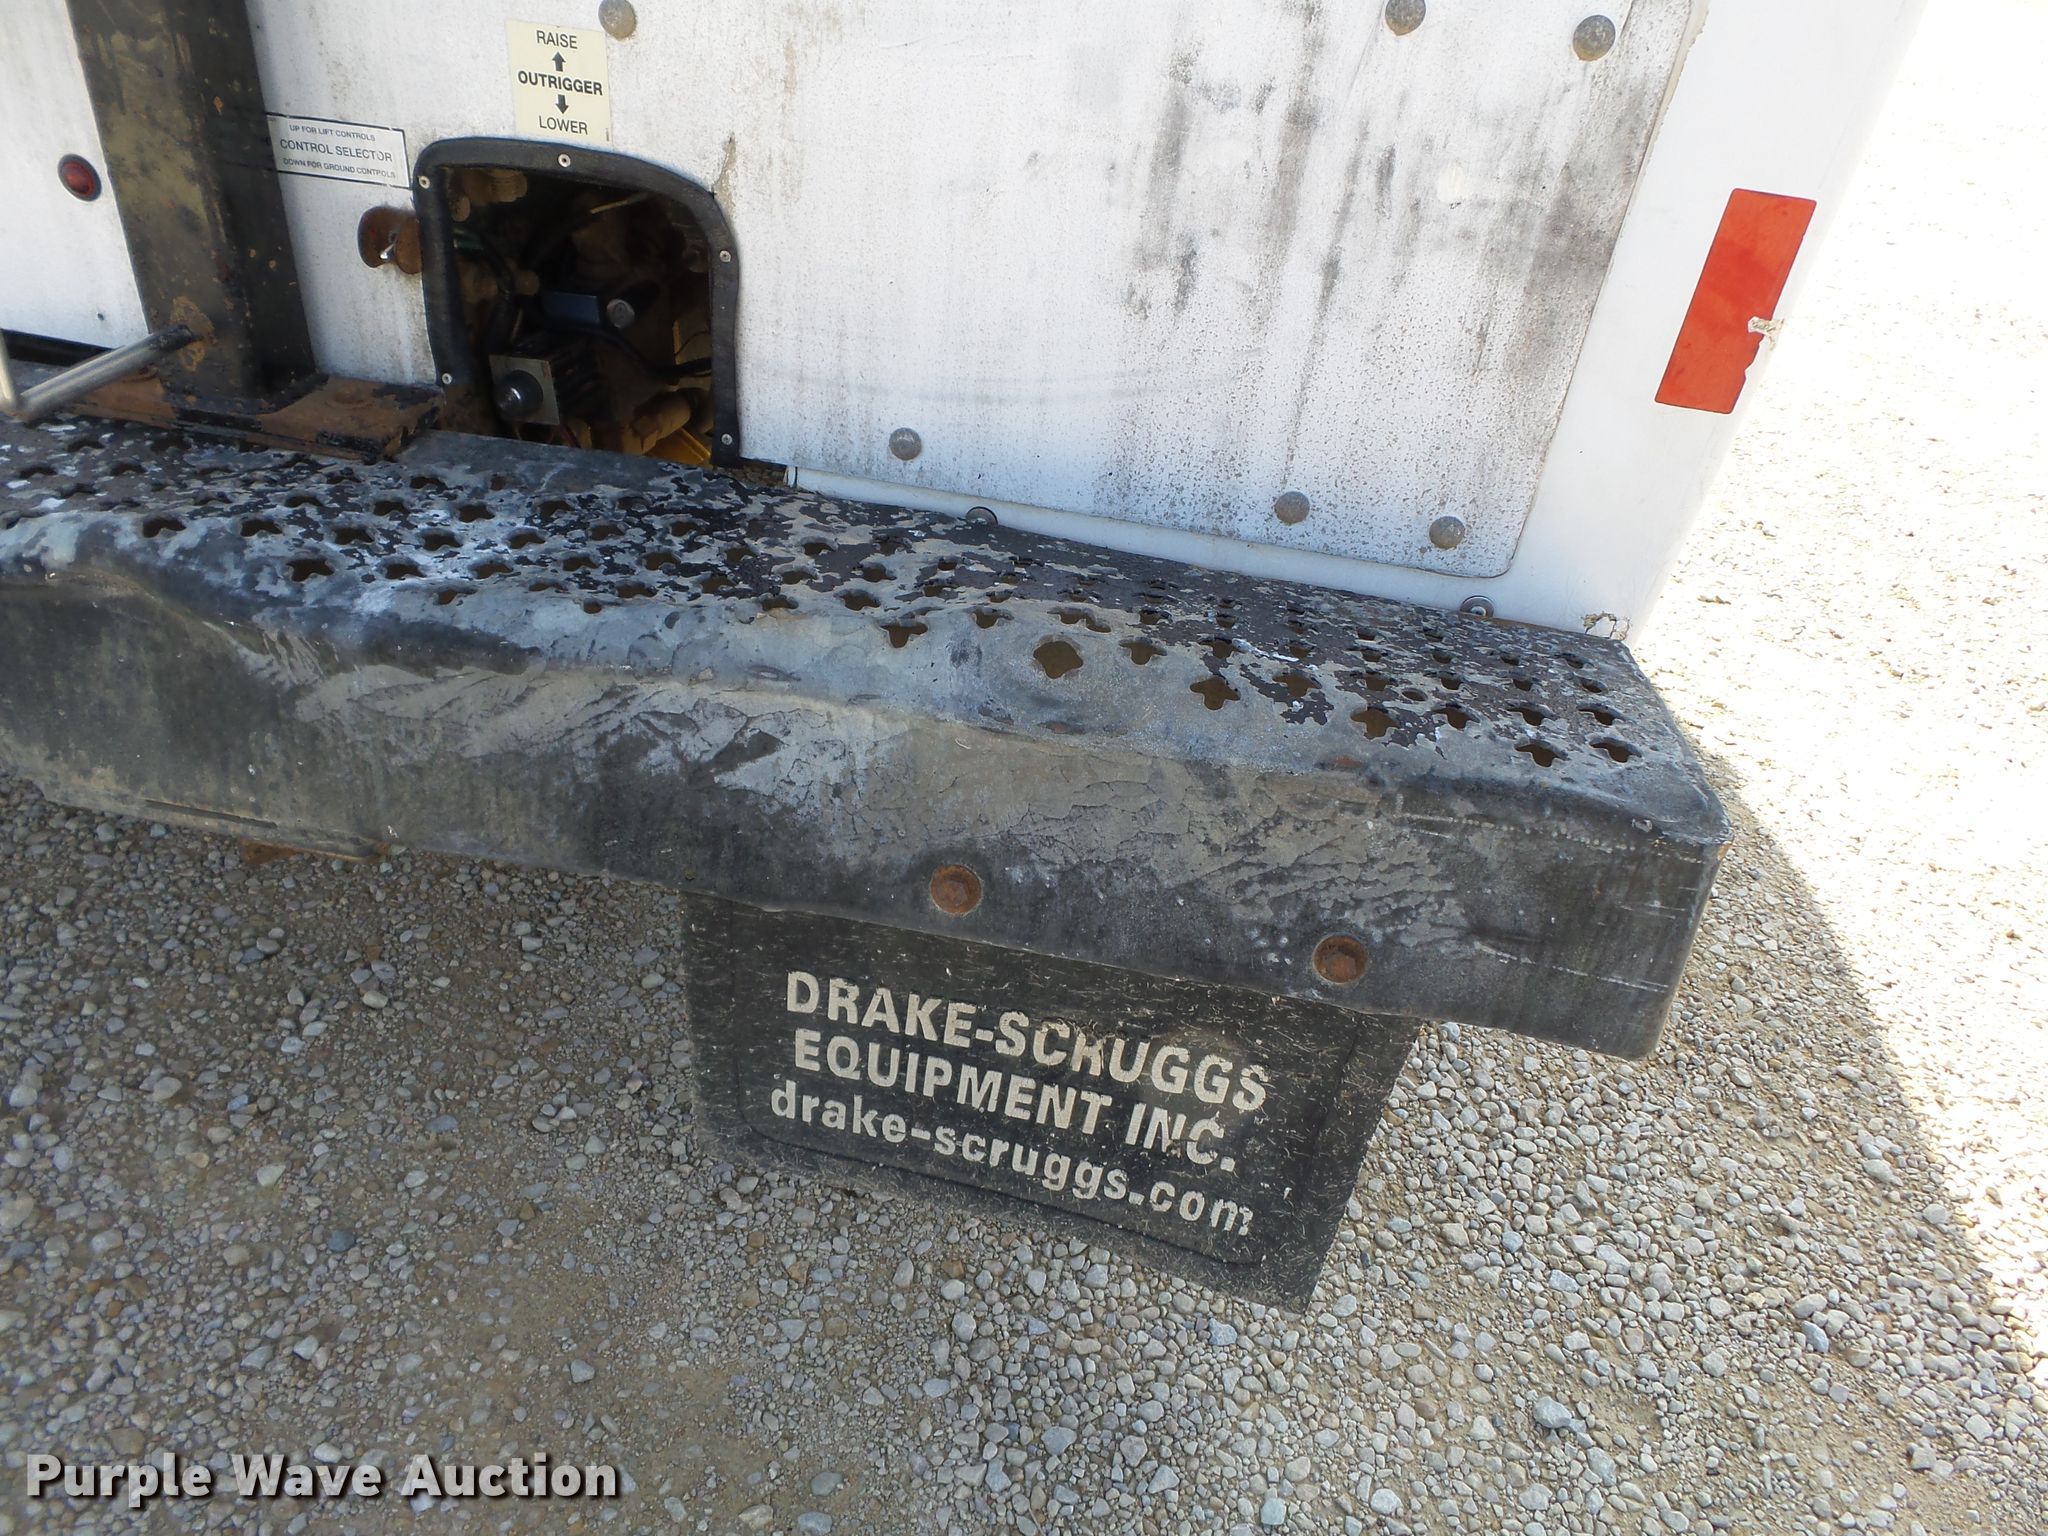 RAISE
OUTRIGGER
LOWER
UP FOR LIFT CONTROLS
CONTROL SELECTOR
DOWN FOR GROUND CONTROLS
DRAKE-SCRUGGS
EQUIPMENT INC.
drake-scruggs.com
Purple Wave Auction